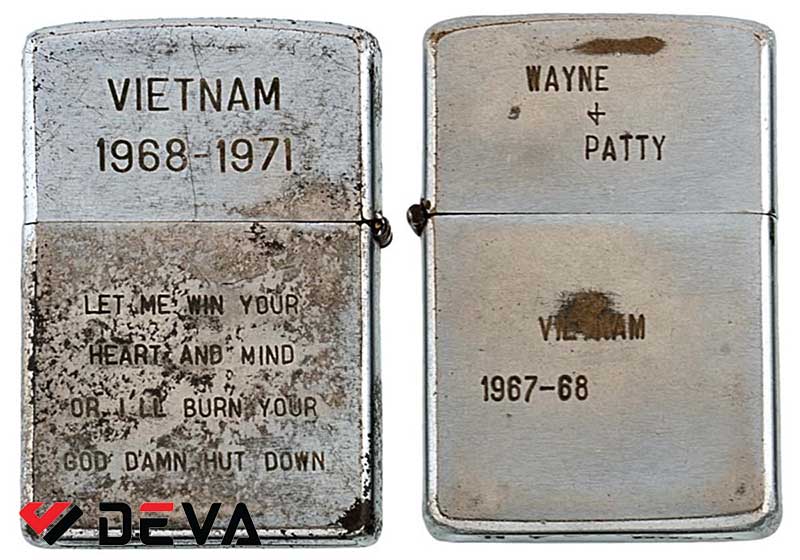 VIETNAM
1968-1971
LET ME WIN YOUR
HEART AND MIND
OR I LL BURN YOUR
GOD D'AMN HUT DOWN
DEVA
WAYNE
+
PATTY
VIETNAM
1967-68